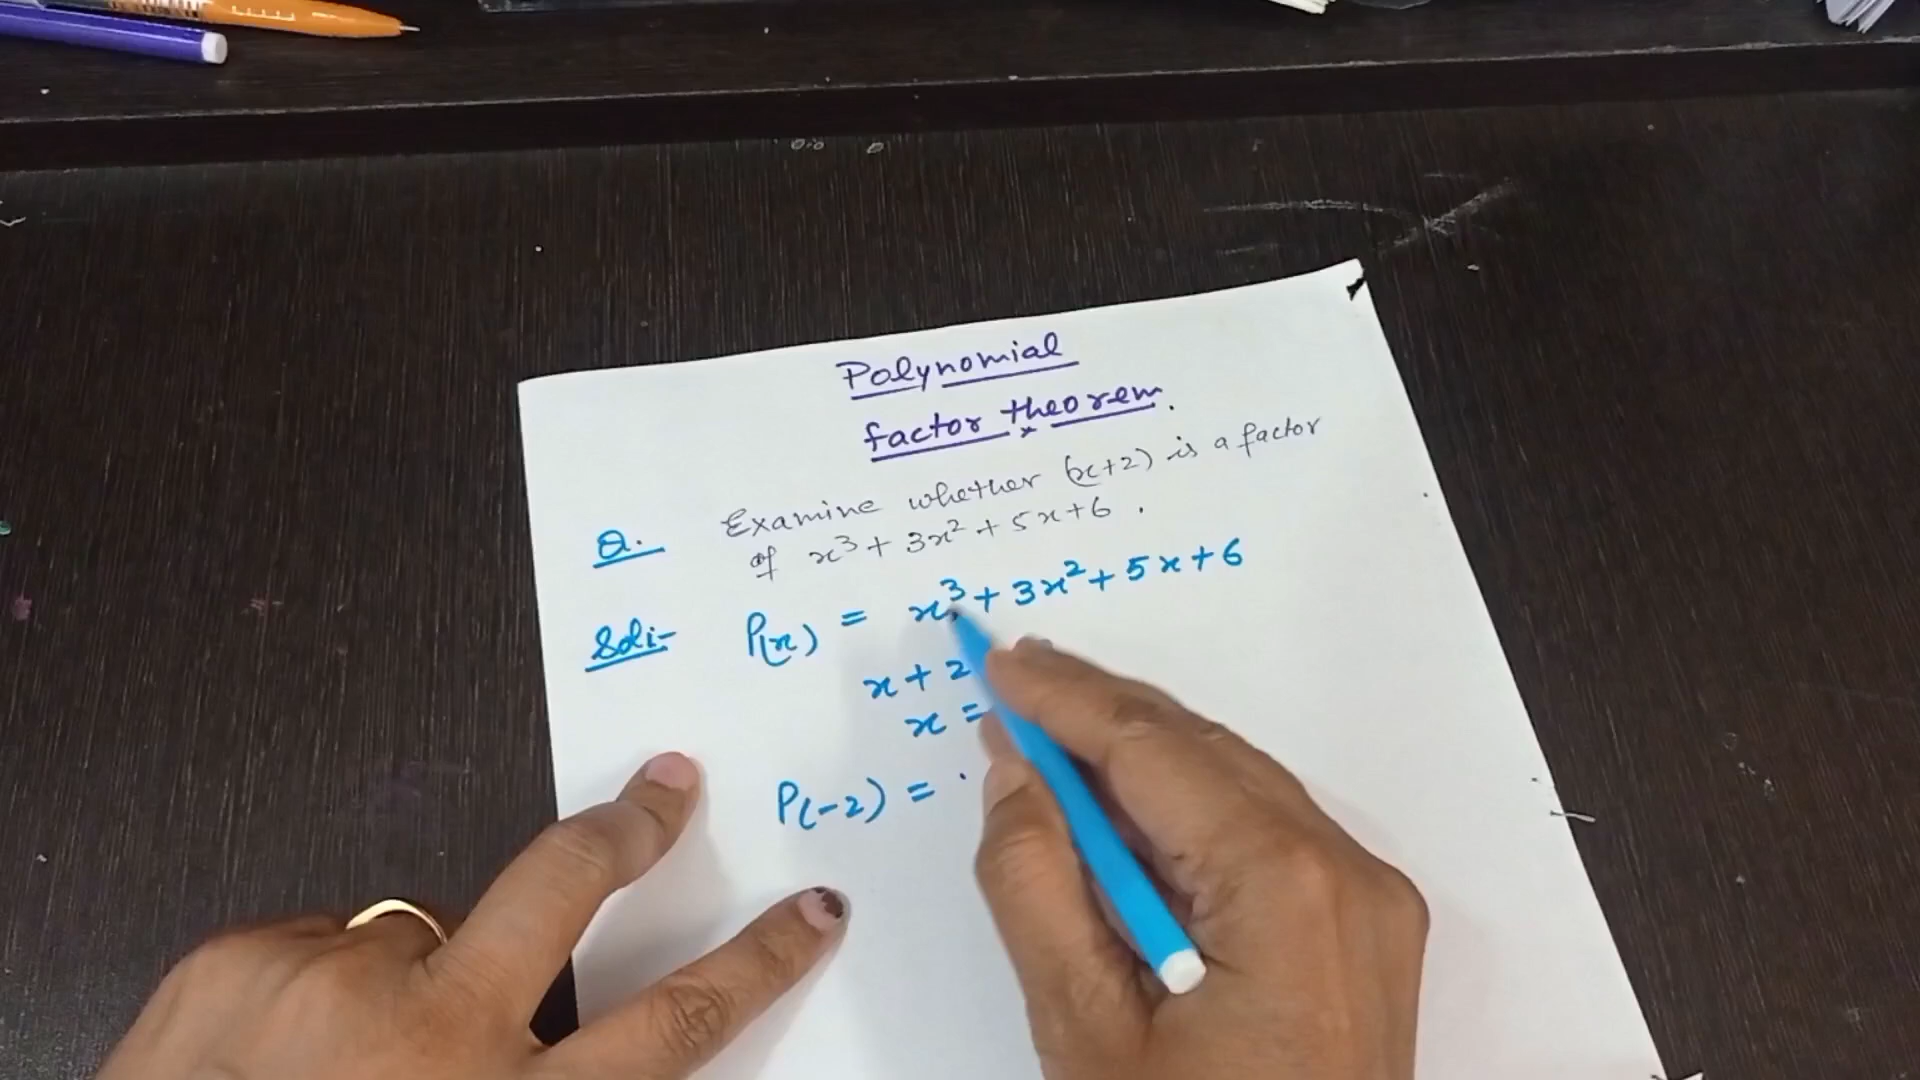 Polynomial
factor theorem.
Q. Examine whether (x+2) is a factor
of x³ + 3x² + 5x + 6 .
Sol:- P(x) = x³ + 3x² + 5x + 6
x + 2
x =
P(-2) =